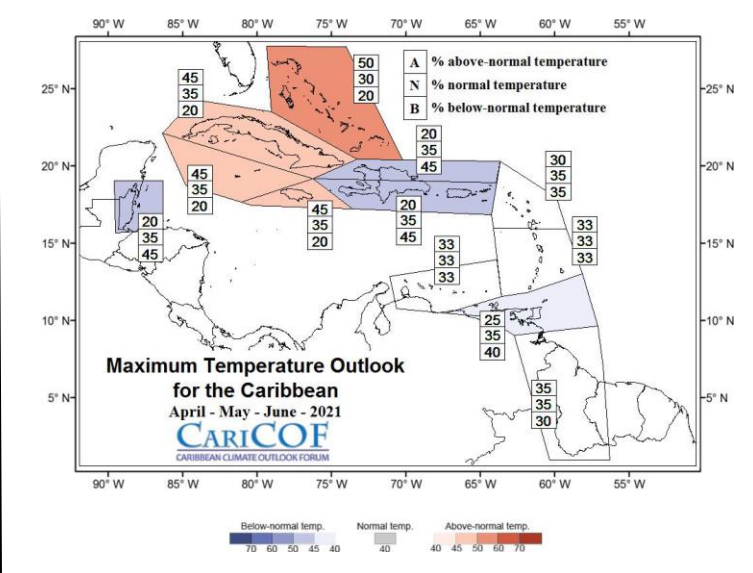 90° W 85° W 80° W 75° W 70° W 65° W 60° W 55° W
A % above-normal temperature
N % normal temperature
B % below-normal temperature
50
30
20
45
35
20
25° N
25° N
20
35
45
30
35
35
20° N
20° N
45
35
20
45
35
20
20
35
45
20
35
45
33
33
33
33
33
33
15° N
15° N
25
35
40
10° N
10° N
35
35
30
5° N
5° N
Maximum Temperature Outlook
for the Caribbean
April - May - June - 2021
CARICOF
CARIBBEAN CLIMATE OUTLOOK FORUM
90° W 85° W 80° W 75° W 70° W 65° W 60° W 55° W
Below-normal temp. Normal temp. Above-normal temp.
70 60 50 45 40 40 40 45 50 60 70